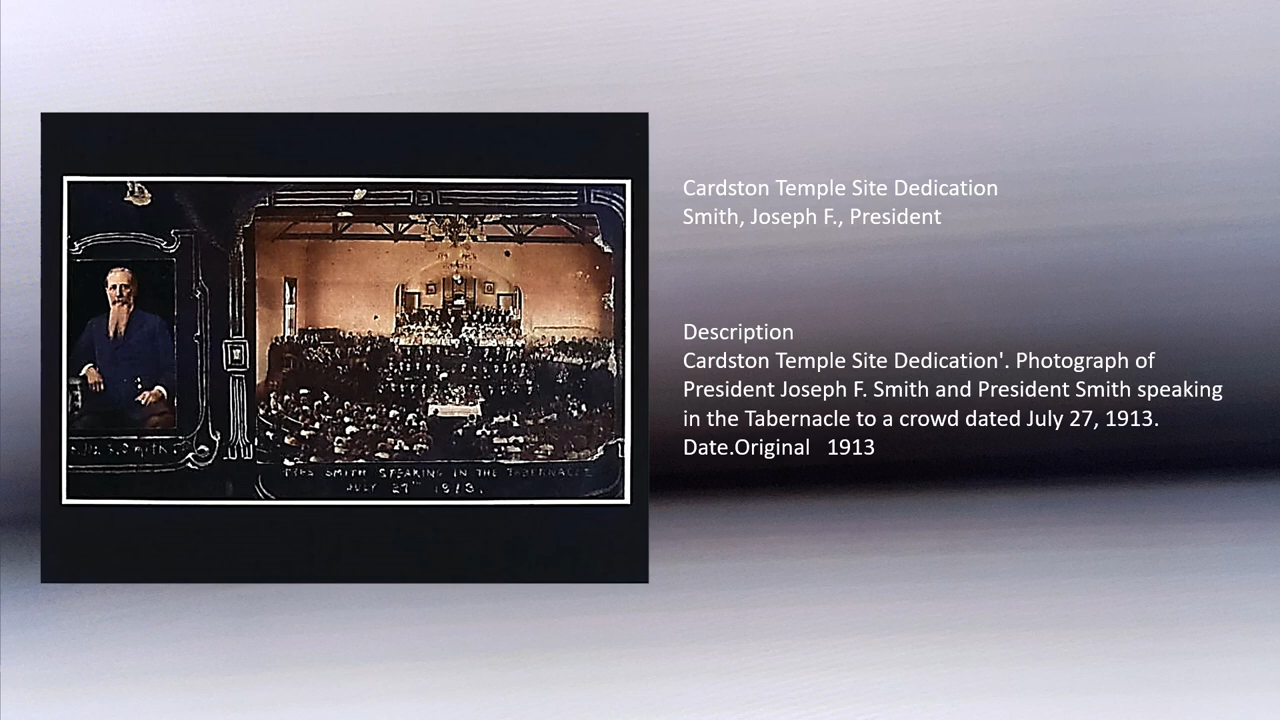 Cardston Temple Site Dedication
Smith, Joseph F., President
Description
Cardston Temple Site Dedication'. Photograph of
President Joseph F. Smith and President Smith speaking
in the Tabernacle to a crowd dated July 27, 1913.
Date.Original 1913
SMITH
PRES SMITH SPEAKING IN THE TABERNACLE
JULY 27TH 1913.